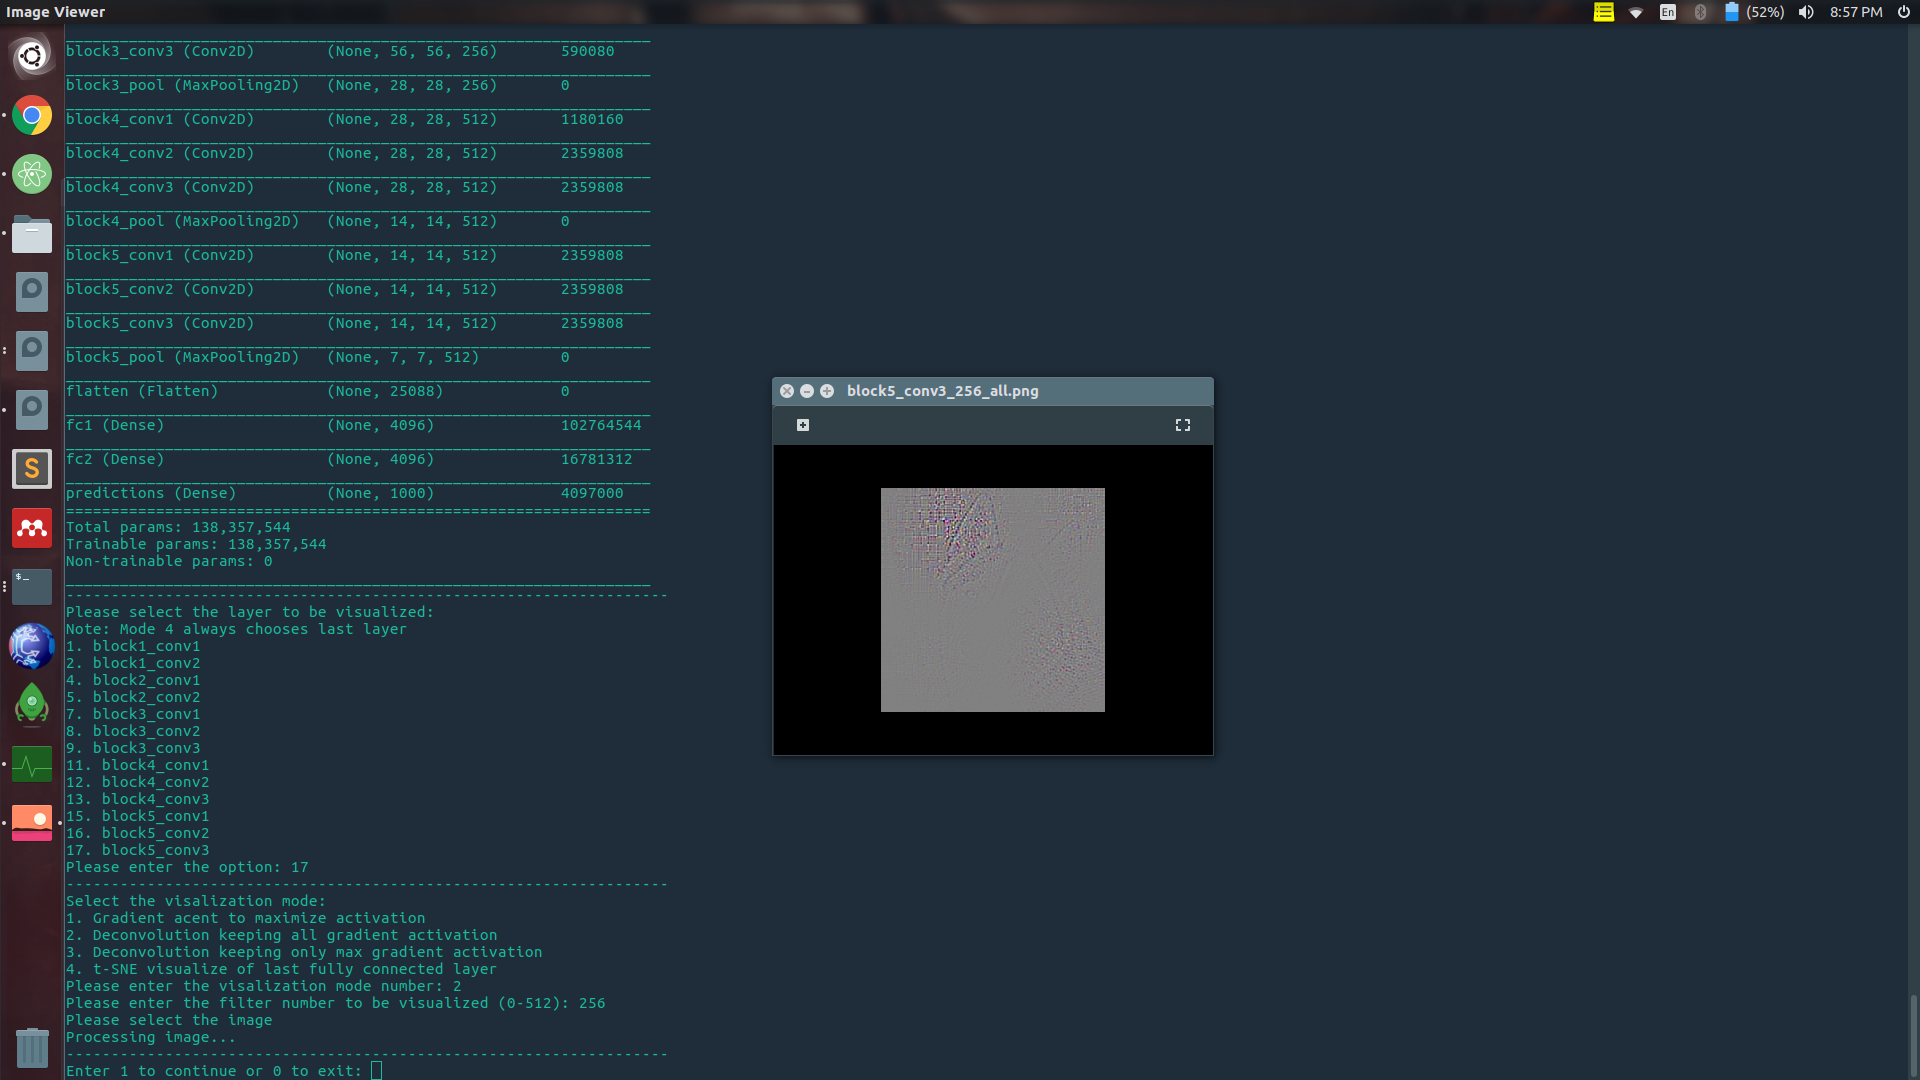 Image Viewer
En
(52%)
8:57 PM
block3_conv3 (Conv2D) (None, 56, 56, 256) 590080
block3_pool (MaxPooling2D) (None, 28, 28, 256) 0
block4_conv1 (Conv2D) (None, 28, 28, 512) 1180160
block4_conv2 (Conv2D) (None, 28, 28, 512) 2359808
block4_conv3 (Conv2D) (None, 28, 28, 512) 2359808
block4_pool (MaxPooling2D) (None, 14, 14, 512) 0
block5_conv1 (Conv2D) (None, 14, 14, 512) 2359808
block5_conv2 (Conv2D) (None, 14, 14, 512) 2359808
block5_conv3 (Conv2D) (None, 14, 14, 512) 2359808
block5_pool (MaxPooling2D) (None, 7, 7, 512) 0
flatten (Flatten) (None, 25088) 0
fc1 (Dense) (None, 4096) 102764544
fc2 (Dense) (None, 4096) 16781312
predictions (Dense) (None, 1000) 4097000
=================================================================
Total params: 138,357,544
Trainable params: 138,357,544
Non-trainable params: 0
Please select the layer to be visualized:
Note: Mode 4 always chooses last layer
1. block1_conv1
2. block1_conv2
4. block2_conv1
5. block2_conv2
7. block3_conv1
8. block3_conv2
9. block3_conv3
11. block4_conv1
12. block4_conv2
13. block4_conv3
15. block5_conv1
16. block5_conv2
17. block5_conv3
Please enter the option: 17
Select the visalization mode:
1. Gradient acent to maximize activation
2. Deconvolution keeping all gradient activation
3. Deconvolution keeping only max gradient activation
4. t-SNE visualize of last fully connected layer
Please enter the visalization mode number: 2
Please enter the filter number to be visualized (0-512): 256
Please select the image
Processing image...
Enter 1 to continue or 0 to exit:
block5_conv3_256_all.png
S
$_